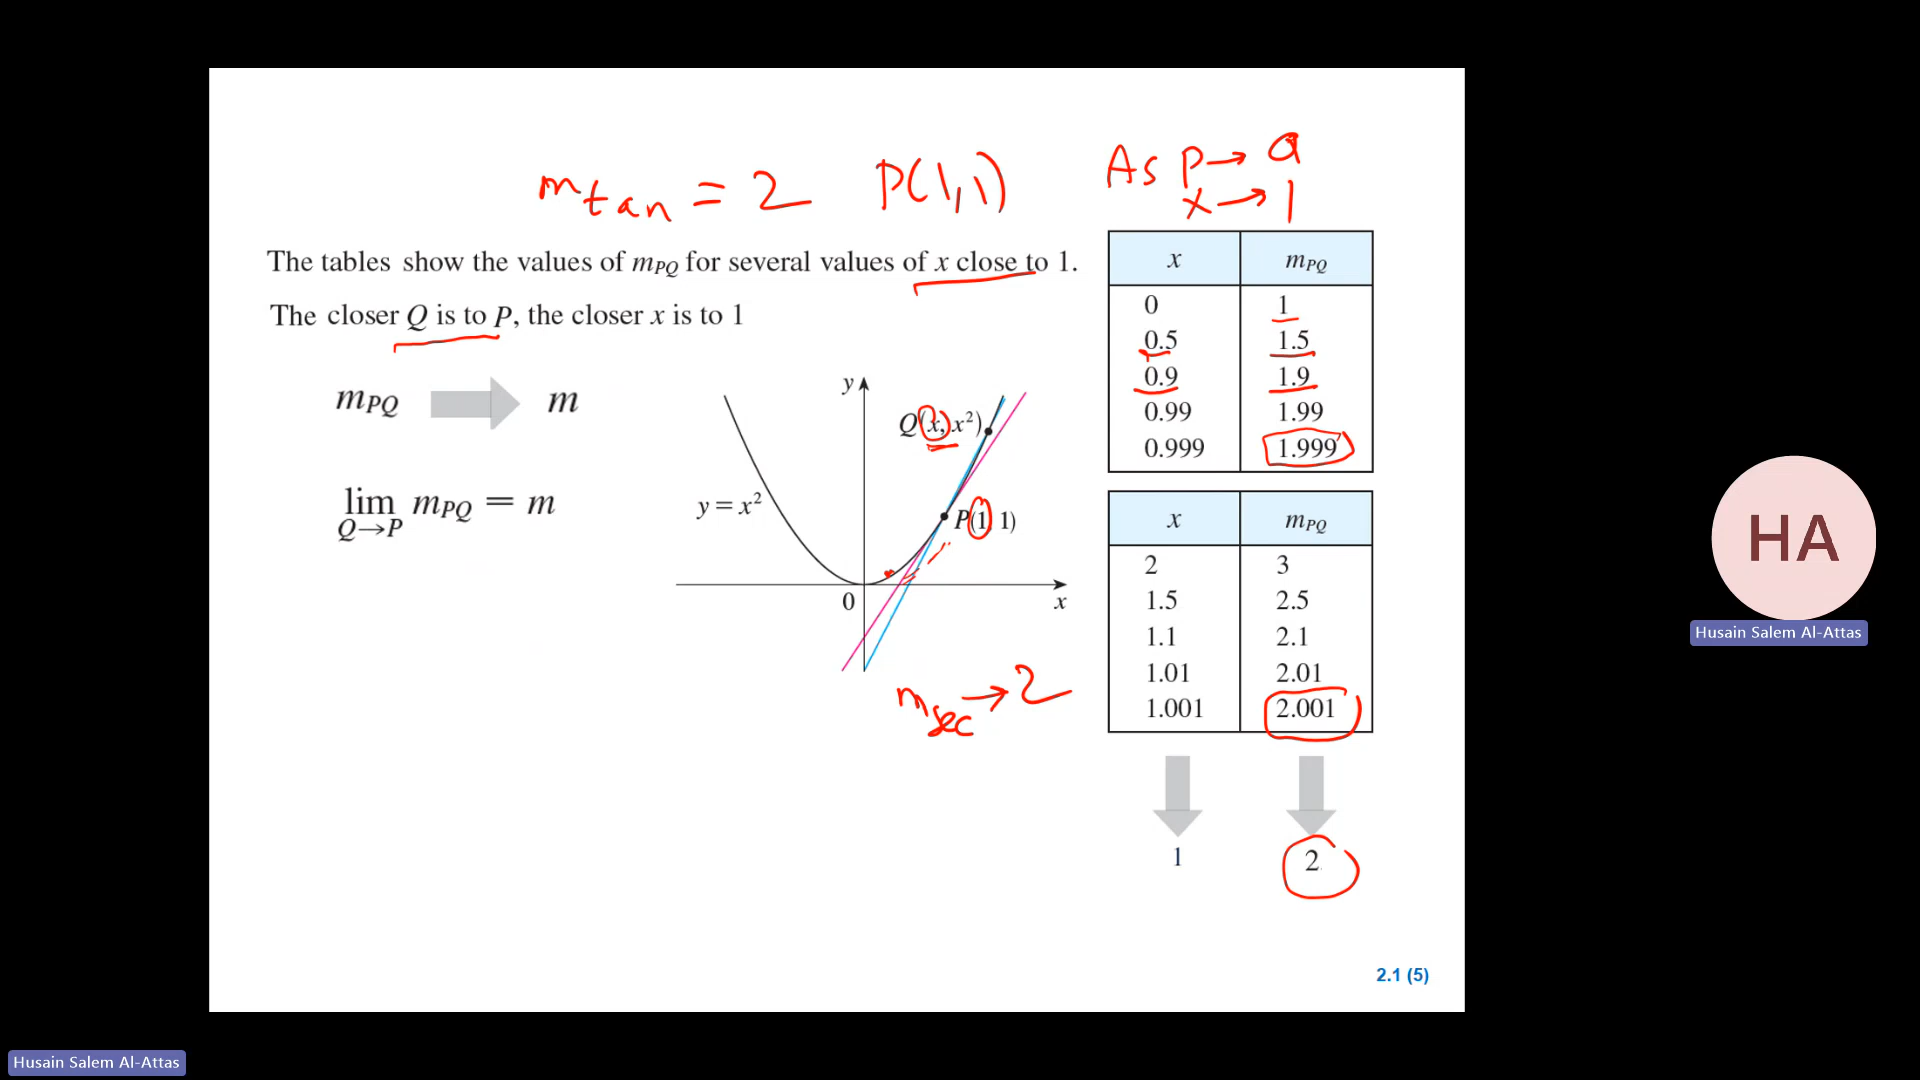 m tan = 2 P(1,1)
As P → Q
x → 1
The tables show the values of mPQ for several values of x close to 1.
The closer Q is to P, the closer x is to 1
mPQ m
lim mPQ = m
Q→P
y
Q(x, x²)
y = x²
P(1, 1)
0
x
m sec → 2
x mPQ
0 1
0.5 1.5
0.9 1.9
0.99 1.99
0.999 1.999
x mPQ
2 3
1.5 2.5
1.1 2.1
1.01 2.01
1.001 2.001
1 2
2.1 (5)
HA
Husain Salem Al-Attas
Husain Salem Al-Attas